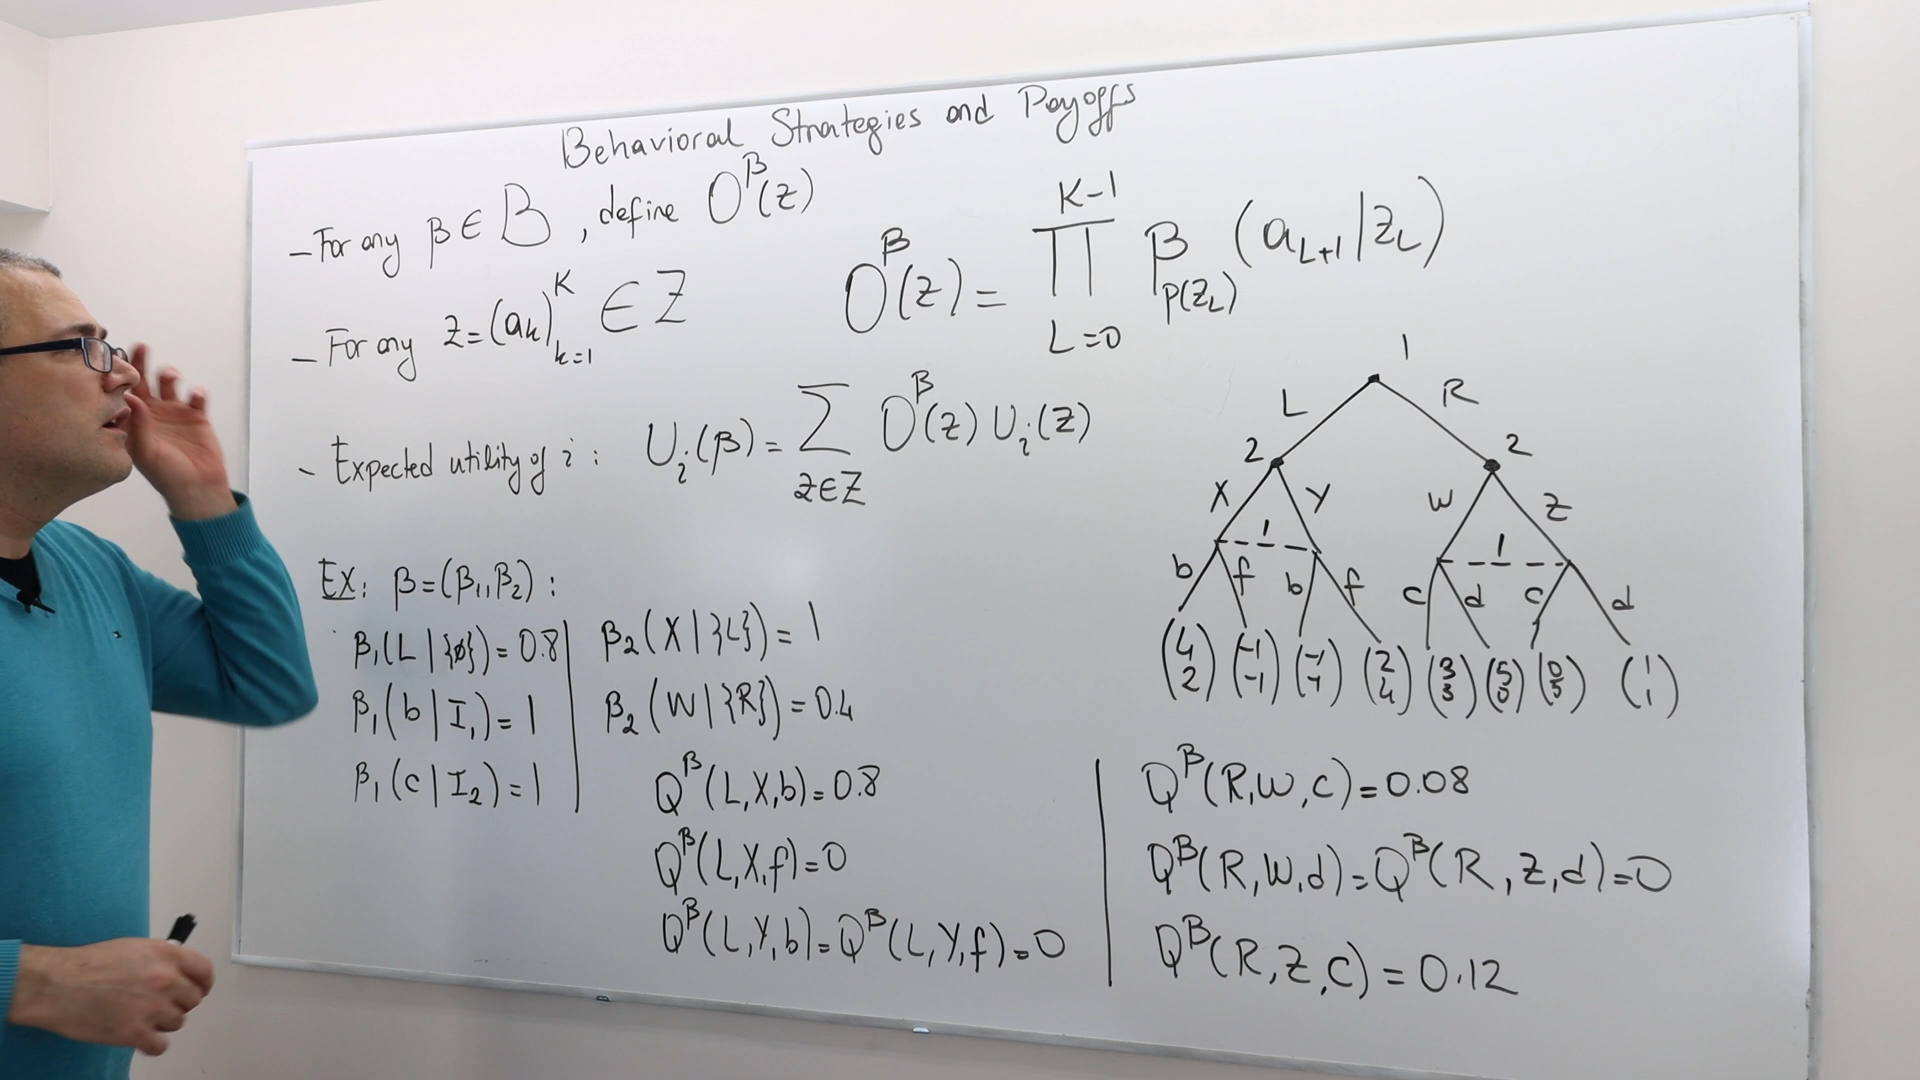 Behavioral Strategies and Payoffs
– For any β ∈ B, define O^β(z)
– For any z = (a_k)_{k=1}^K ∈ Z
O^β(z) = ∏_{L=0}^{K-1} β_{P(z_L)} (a_{L+1} | z_L)
- Expected utility of i : U_i(β) = Σ_{z∈Z} O^β(z) U_i(z)
1
L R
2 2
X Y W Z
1 1
b f b f c d c d
(4 2) (-1 -1) (-1 -1) (2 4) (3 3) (5 0) (0 5) (1 1)
Ex: β = (β_1, β_2) :
β_1(L | {ø}) = 0.8
β_1(b | I_1) = 1
β_1(c | I_2) = 1
β_2(X | {L}) = 1
β_2(W | {R}) = 0.4
Q^β(L,X,b) = 0.8
Q^β(L,X,f) = 0
Q^β(L,Y,b) = Q^β(L,Y,f) = 0
Q^β(R,W,c) = 0.08
Q^β(R,W,d) = Q^β(R,Z,d) = 0
Q^β(R,Z,c) = 0.12